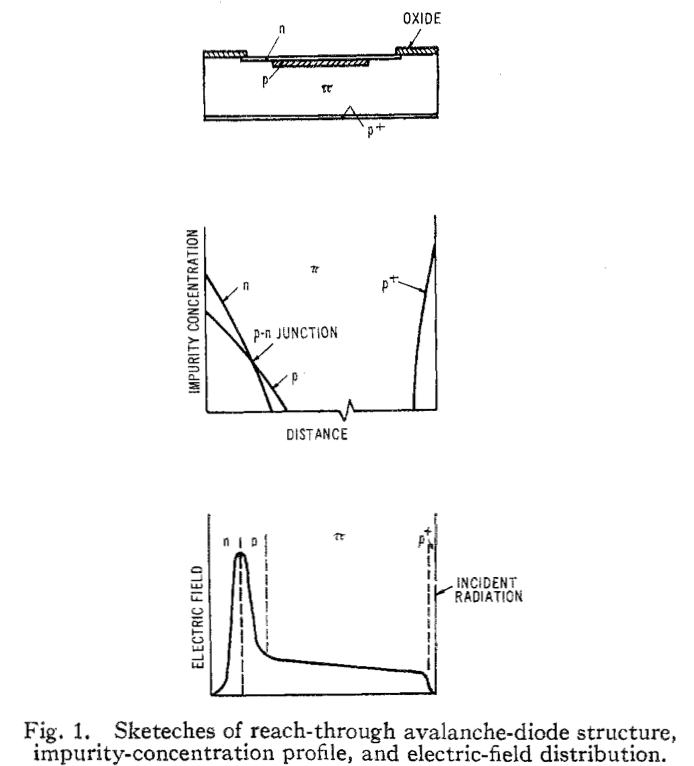 OXIDE
n
p
π
p+
IMPURITY CONCENTRATION
n
π
p+
p-n JUNCTION
p
DISTANCE
ELECTRIC FIELD
n
p
π
p+
INCIDENT
RADIATION
Fig. 1. Sketeches of reach-through avalanche-diode structure,
impurity-concentration profile, and electric-field distribution.